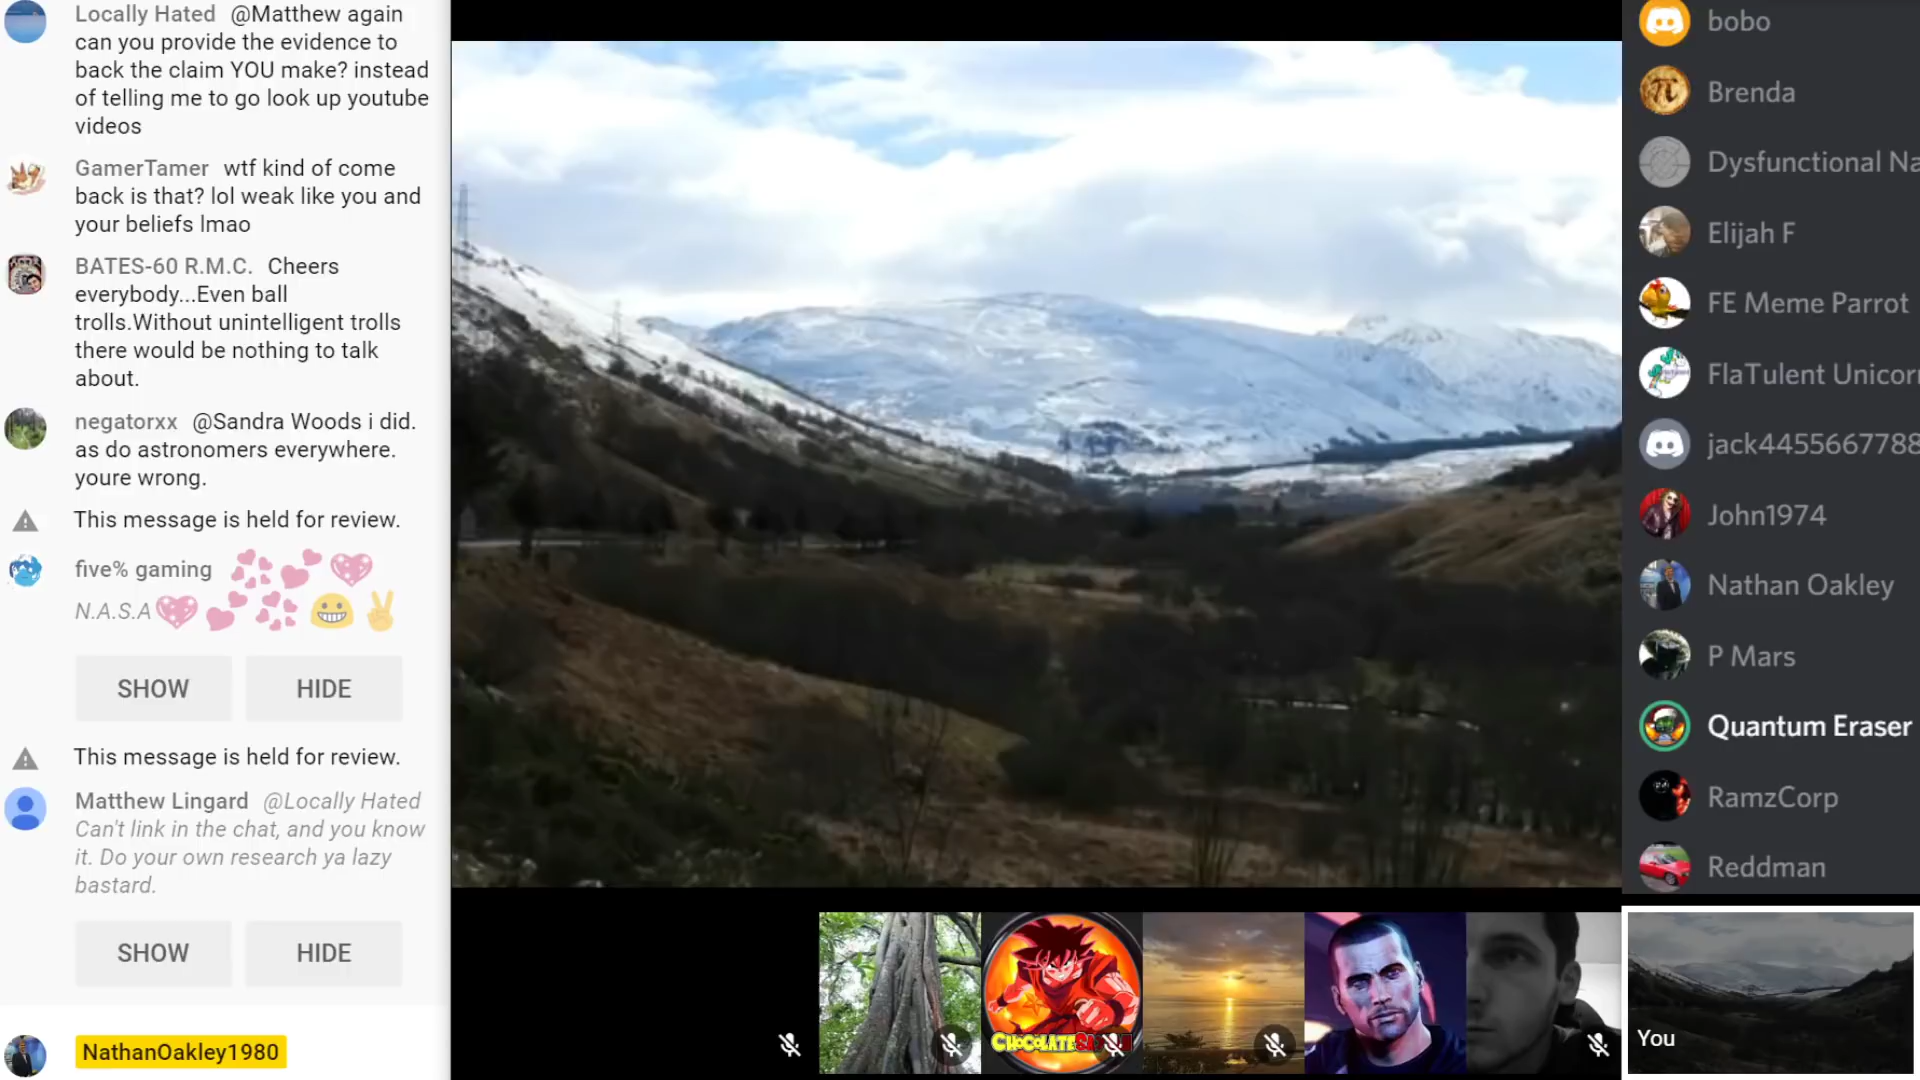 Locally Hated @Matthew again
can you provide the evidence to
back the claim YOU make? instead
of telling me to go look up youtube
videos
GamerTamer wtf kind of come
back is that? lol weak like you and
your beliefs lmao
BATES-60 R.M.C. Cheers
everybody...Even ball
trolls.Without unintelligent trolls
there would be nothing to talk
about.
negatorxx @Sandra Woods i did.
as do astronomers everywhere.
youre wrong.
This message is held for review.
five% gaming
N.A.S.A
SHOW HIDE
This message is held for review.
Matthew Lingard @Locally Hated
Can't link in the chat, and you know
it. Do your own research ya lazy
bastard.
SHOW HIDE
NathanOakley1980
bobo
Brenda
Dysfunctional Na
Elijah F
FE Meme Parrot
FlaTulent Unicor
jack4455667788
John1974
Nathan Oakley
P Mars
Quantum Eraser
RamzCorp
Reddman
You